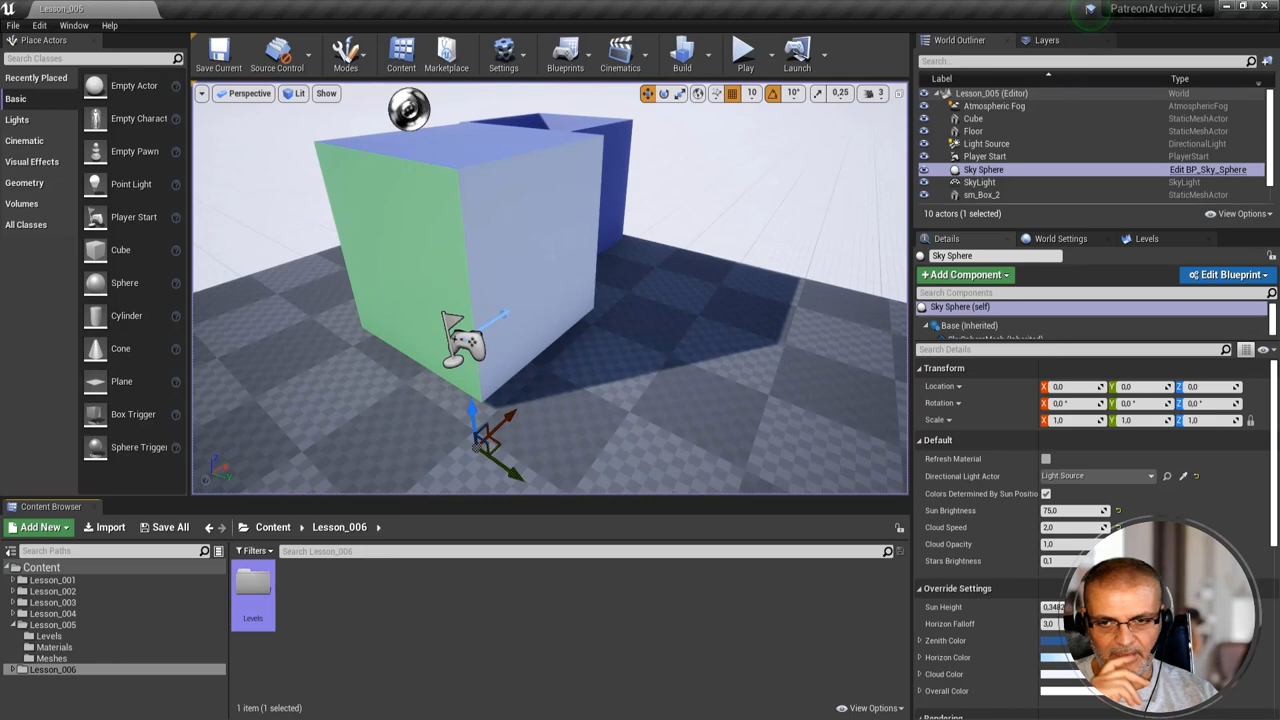 Lesson_005
PatreonArchvizUE4
File Edit Window Help
Place Actors
Search Classes
Recently Placed
Basic
Lights
Cinematic
Visual Effects
Geometry
Volumes
All Classes
Empty Actor
Empty Charact
Empty Pawn
Point Light
Player Start
Cube
Sphere
Cylinder
Cone
Plane
Box Trigger
Sphere Trigger
Save Current
Source Control
Modes
Content
Marketplace
Settings
Blueprints
Cinematics
Build
Play
Launch
Perspective
Lit
Show
10
10°
0,25
3
World Outliner
Layers
Search...
Label Type
Lesson_005 (Editor) World
Atmospheric Fog AtmosphericFog
Cube StaticMeshActor
Floor StaticMeshActor
Light Source DirectionalLight
Player Start PlayerStart
Sky Sphere Edit BP_Sky_Sphere
SkyLight SkyLight
sm_Box_2 StaticMeshActor
10 actors (1 selected)
View Options
Details
World Settings
Levels
Sky Sphere
+Add Component
Edit Blueprint
Search Components
Sky Sphere (self)
Base (Inherited)
Search Details
Transform
Location X 0,0 Y 0,0 Z 0,0
Rotation X 0,0 ° Y 0,0 ° Z 0,0 °
Scale X 1,0 Y 1,0 Z 1,0
Default
Refresh Material
Directional Light Actor Light Source
Colors Determined By Sun Positio
Sun Brightness 75,0
Cloud Speed 2,0
Cloud Opacity 1,0
Stars Brightness 0,1
Override Settings
Sun Height 0,3482
Horizon Falloff 3,0
Zenith Color
Horizon Color
Cloud Color
Overall Color
Content Browser
Add New
Import
Save All
Content
Lesson_006
Search Paths
Filters
Search Lesson_006
Content
Lesson_001
Lesson_002
Lesson_003
Lesson_004
Lesson_005
Levels
Materials
Meshes
Lesson_006
Levels
1 item (1 selected)
View Options